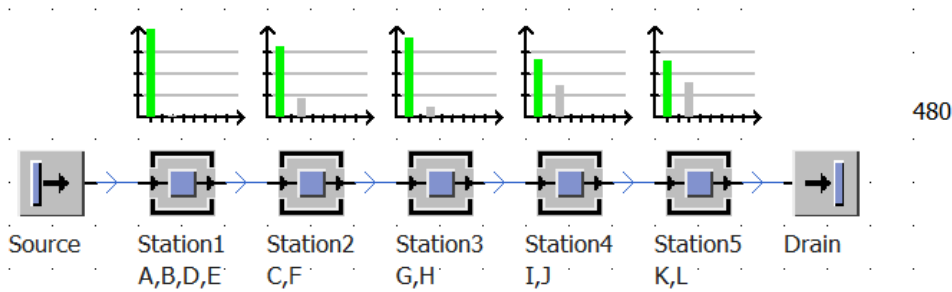 480
Source Station1 Station2 Station3 Station4 Station5 Drain
A,B,D,E C,F G,H I,J K,L